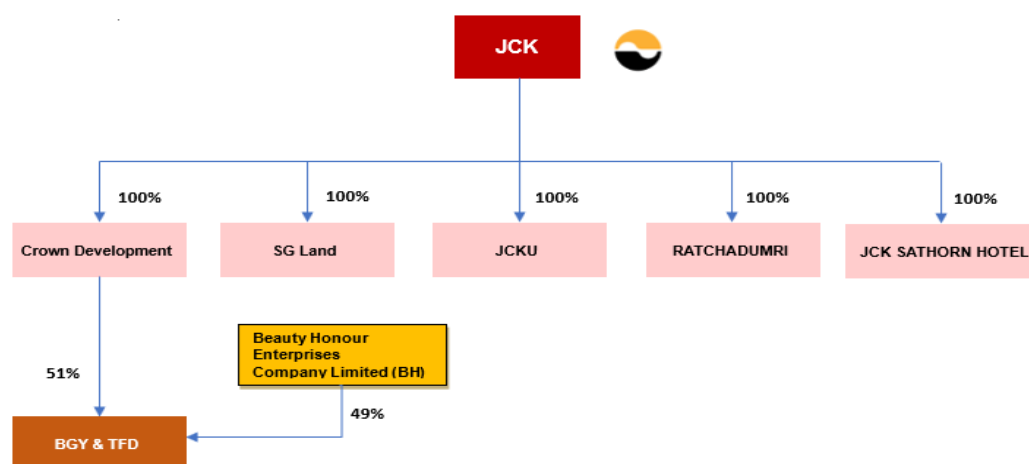 JCK
100%
100%
100%
100%
100%
Crown Development
SG Land
JCKU
RATCHADUMRI
JCK SATHORN HOTEL
Beauty Honour
Enterprises
Company Limited (BH)
51%
49%
BGY & TFD